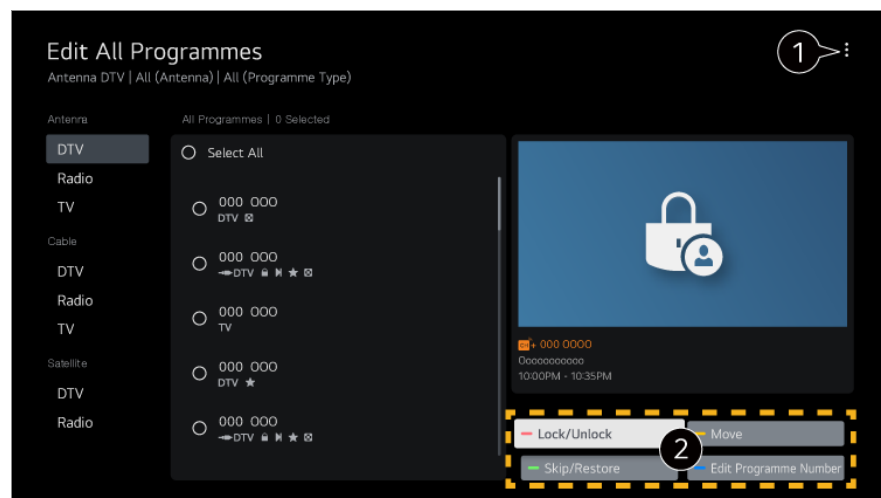 Edit All Programmes
Antenna DTV | All (Antenna) | All (Programme Type)
1
Antenna
DTV
Radio
TV
Cable
DTV
Radio
TV
Satellite
DTV
Radio
All Programmes | 0 Selected
Select All
000 000
DTV
000 000
DTV
000 000
TV
000 000
DTV
000 000
DTV
000 0000
Ooooooooooo
10:00PM - 10:35PM
Lock/Unlock
Move
2
Skip/Restore
Edit Programme Number